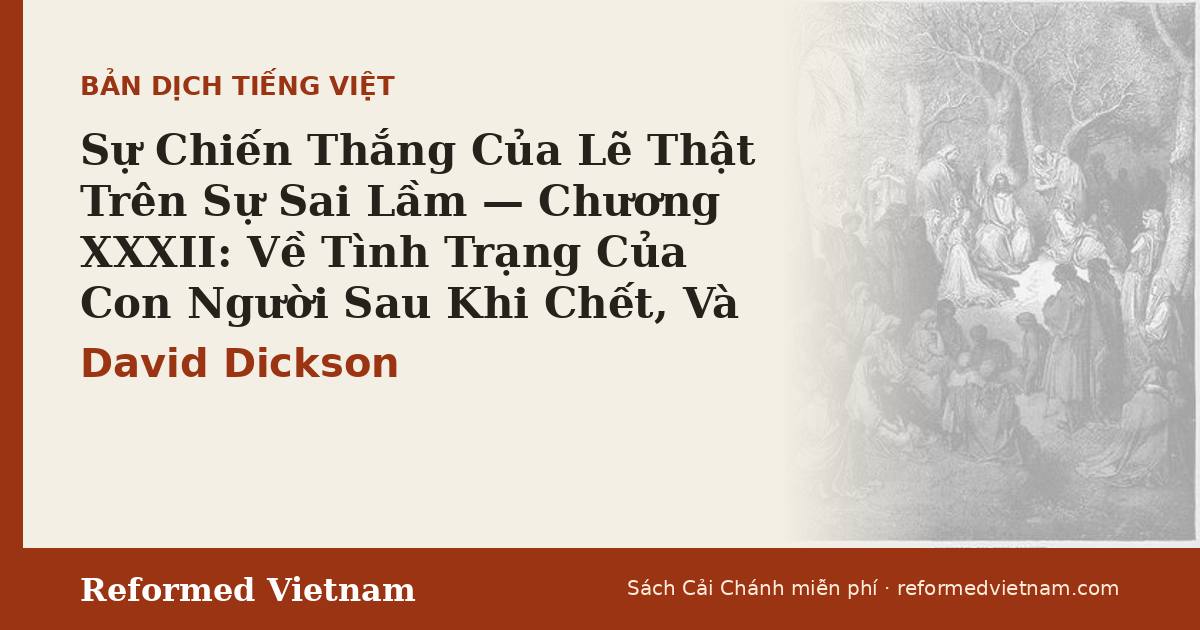 BẢN DỊCH TIẾNG VIỆT
Sự Chiến Thắng Của Lẽ Thật
Trên Sự Sai Lầm — Chương
XXXII: Về Tình Trạng Của
Con Người Sau Khi Chết, Và
David Dickson
Reformed Vietnam
Sách Cải Chánh miễn phí · reformedvietnam.com